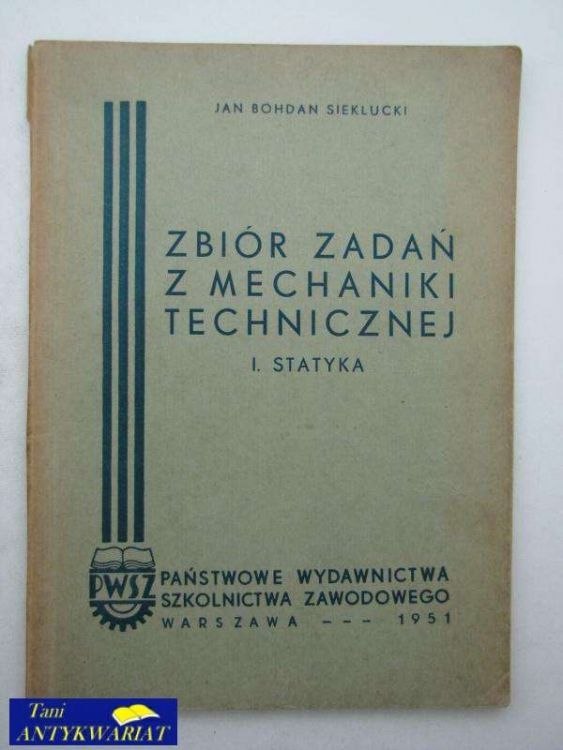 JAN BOHDAN SIEKLUCKI
ZBIÓR ZADAŃ
Z MECHANIKI
TECHNICZNEJ
I. STATYKA
PWSZ
PAŃSTWOWE WYDAWNICTWA
SZKOLNICTWA ZAWODOWEGO
WARSZAWA --- 1951
Tani
ANTYKWARIAT